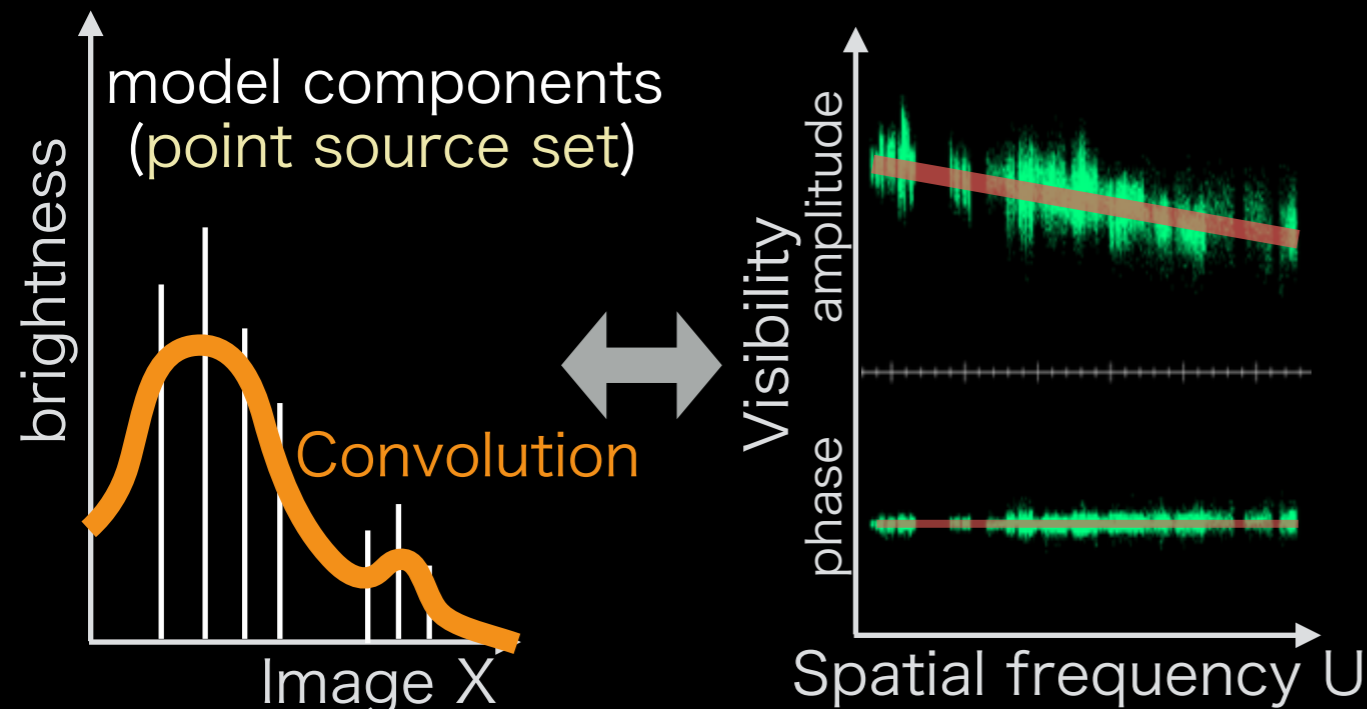 model components
(point source set)
brightness
Convolution
Image X
Visibility
amplitude
phase
Spatial frequency U